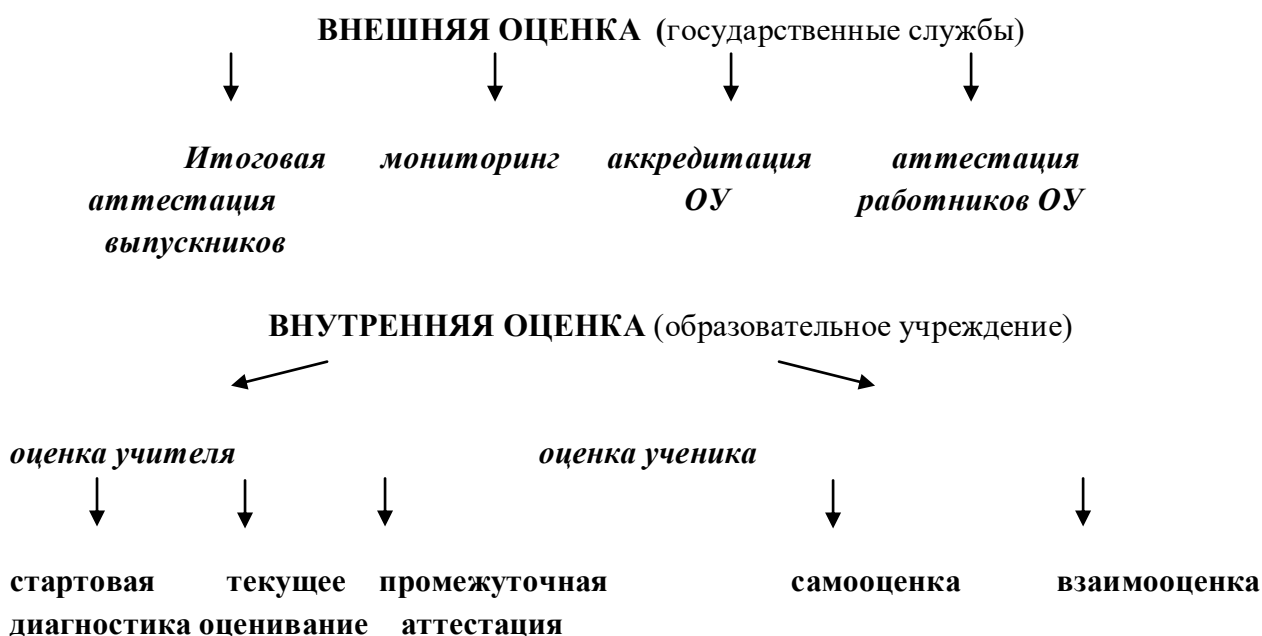 ВНЕШНЯЯ ОЦЕНКА (государственные службы)
Итоговая мониторинг аккредитация аттестация
аттестация ОУ работников ОУ
выпускников
ВНУТРЕННЯЯ ОЦЕНКА (образовательное учреждение)
оценка учителя оценка ученика
стартовая текущее промежуточная самооценка взаимооценка
диагностика оценивание аттестация